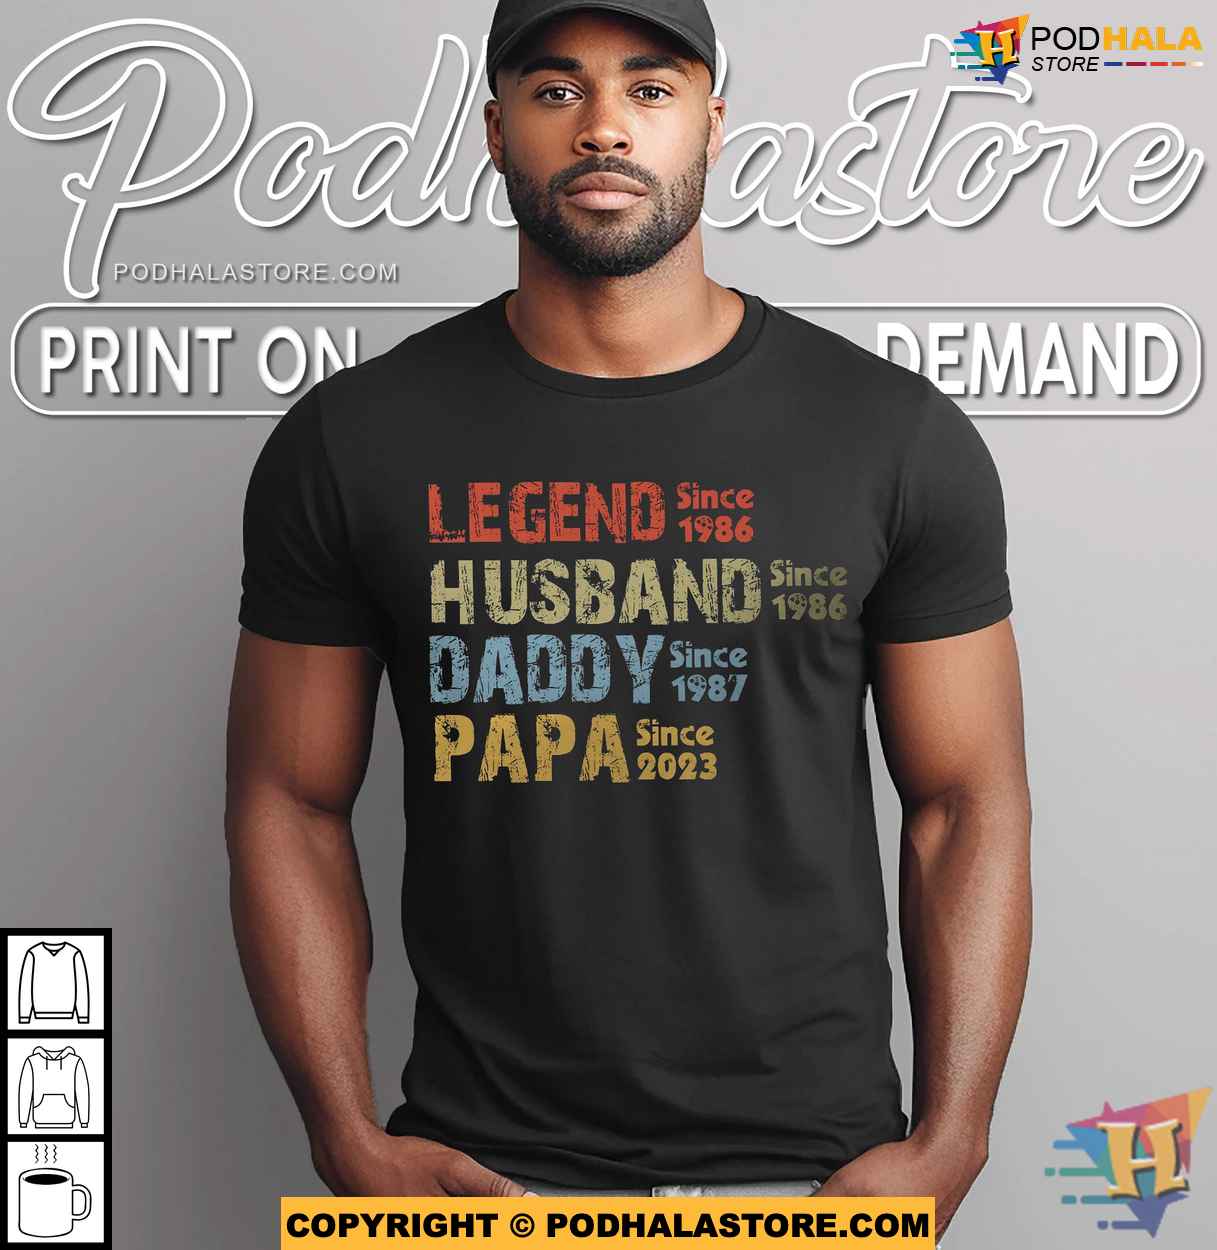 PODHALA
STORE
Podhalastore
PODHALASTORE.COM
PRINT ON DEMAND
LEGEND Since 1986
HUSBAND Since 1986
DADDY Since 1987
PAPA Since 2023
COPYRIGHT © PODHALASTORE.COM